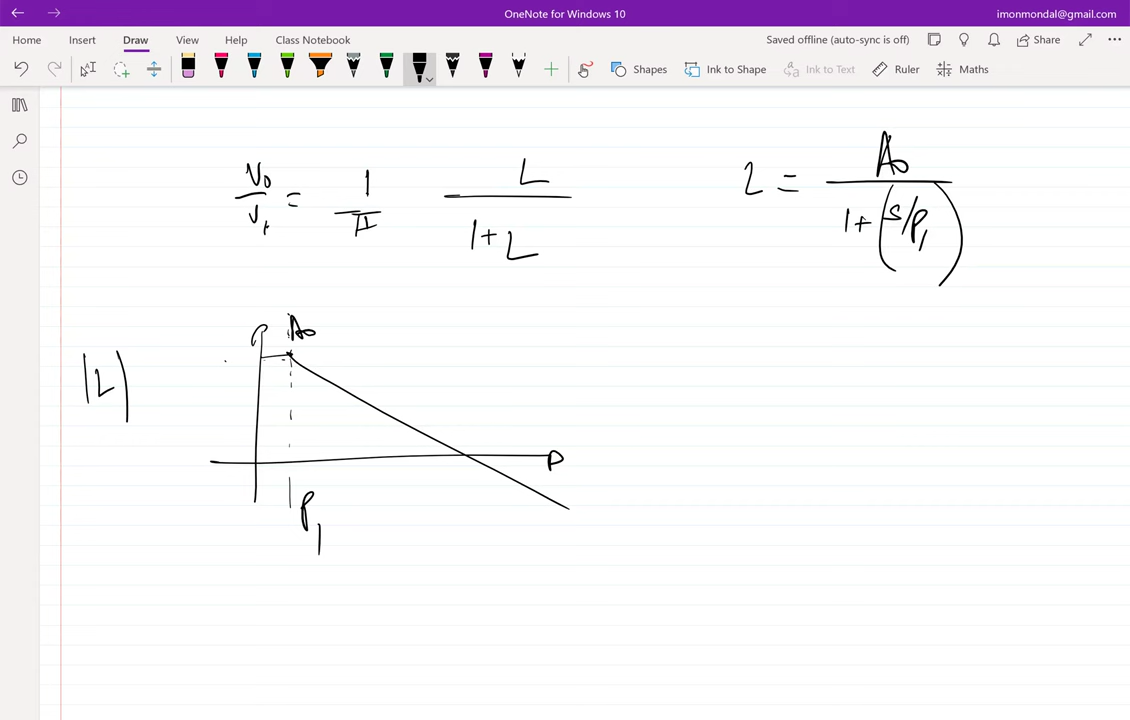 OneNote for Windows 10
imonmondal@gmail.com
Home Insert Draw View Help Class Notebook
Saved offline (auto-sync is off) Share
Shapes Ink to Shape Ink to Text Ruler Maths
V₀/V₁ = 1/π L/(1+L) L = A₀/(1+(s/p₁))
A₀
|L|
p₁